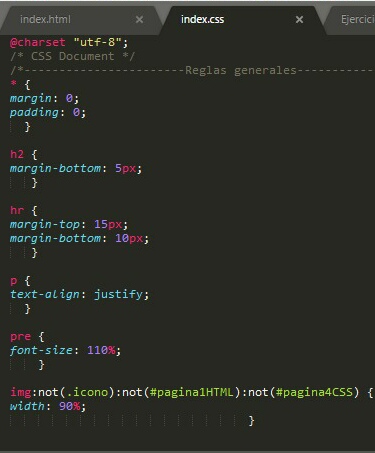 index.html × index.css × Ejercici
@charset "utf-8";
/* CSS Document */
/*-----------------------Reglas generales-----------
* {
margin: 0;
padding: 0;
}
h2 {
margin-bottom: 5px;
}
hr {
margin-top: 15px;
margin-bottom: 10px;
}
p {
text-align: justify;
}
pre {
font-size: 110%;
}
img:not(.icono):not(#pagina1HTML):not(#pagina4CSS) {
width: 90%;
}